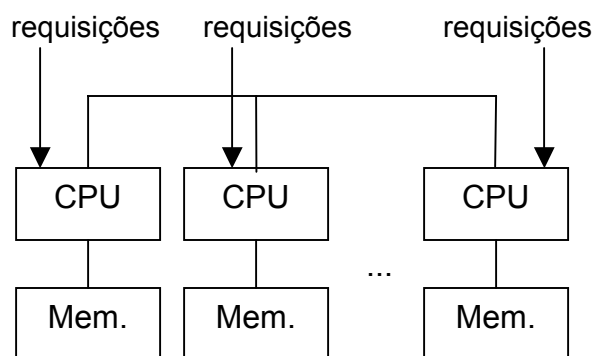 requisições requisições requisições
CPU CPU CPU
...
Mem. Mem. Mem.